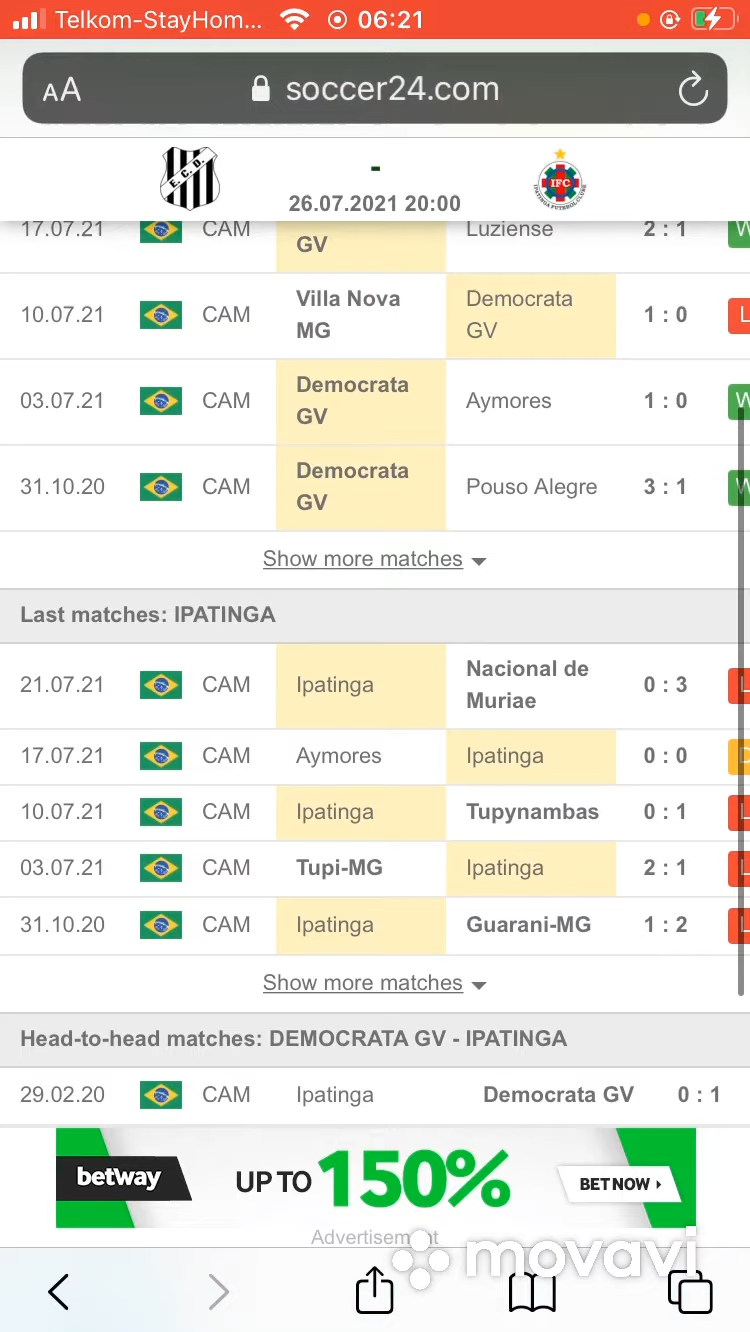 Telkom-StayHom... 06:21
AA soccer24.com
E.C.D.
-
IFC
26.07.2021 20:00
17.07.21 CAM GV Luziense 2 : 1 W
10.07.21 CAM Villa Nova MG Democrata GV 1 : 0 L
03.07.21 CAM Democrata GV Aymores 1 : 0 W
31.10.20 CAM Democrata GV Pouso Alegre 3 : 1 W
Show more matches
Last matches: IPATINGA
21.07.21 CAM Ipatinga Nacional de Muriae 0 : 3 L
17.07.21 CAM Aymores Ipatinga 0 : 0 D
10.07.21 CAM Ipatinga Tupynambas 0 : 1 L
03.07.21 CAM Tupi-MG Ipatinga 2 : 1 L
31.10.20 CAM Ipatinga Guarani-MG 1 : 2 L
Show more matches
Head-to-head matches: DEMOCRATA GV - IPATINGA
29.02.20 CAM Ipatinga Democrata GV 0 : 1
betway UP TO 150% BET NOW
Advertisement
movavi